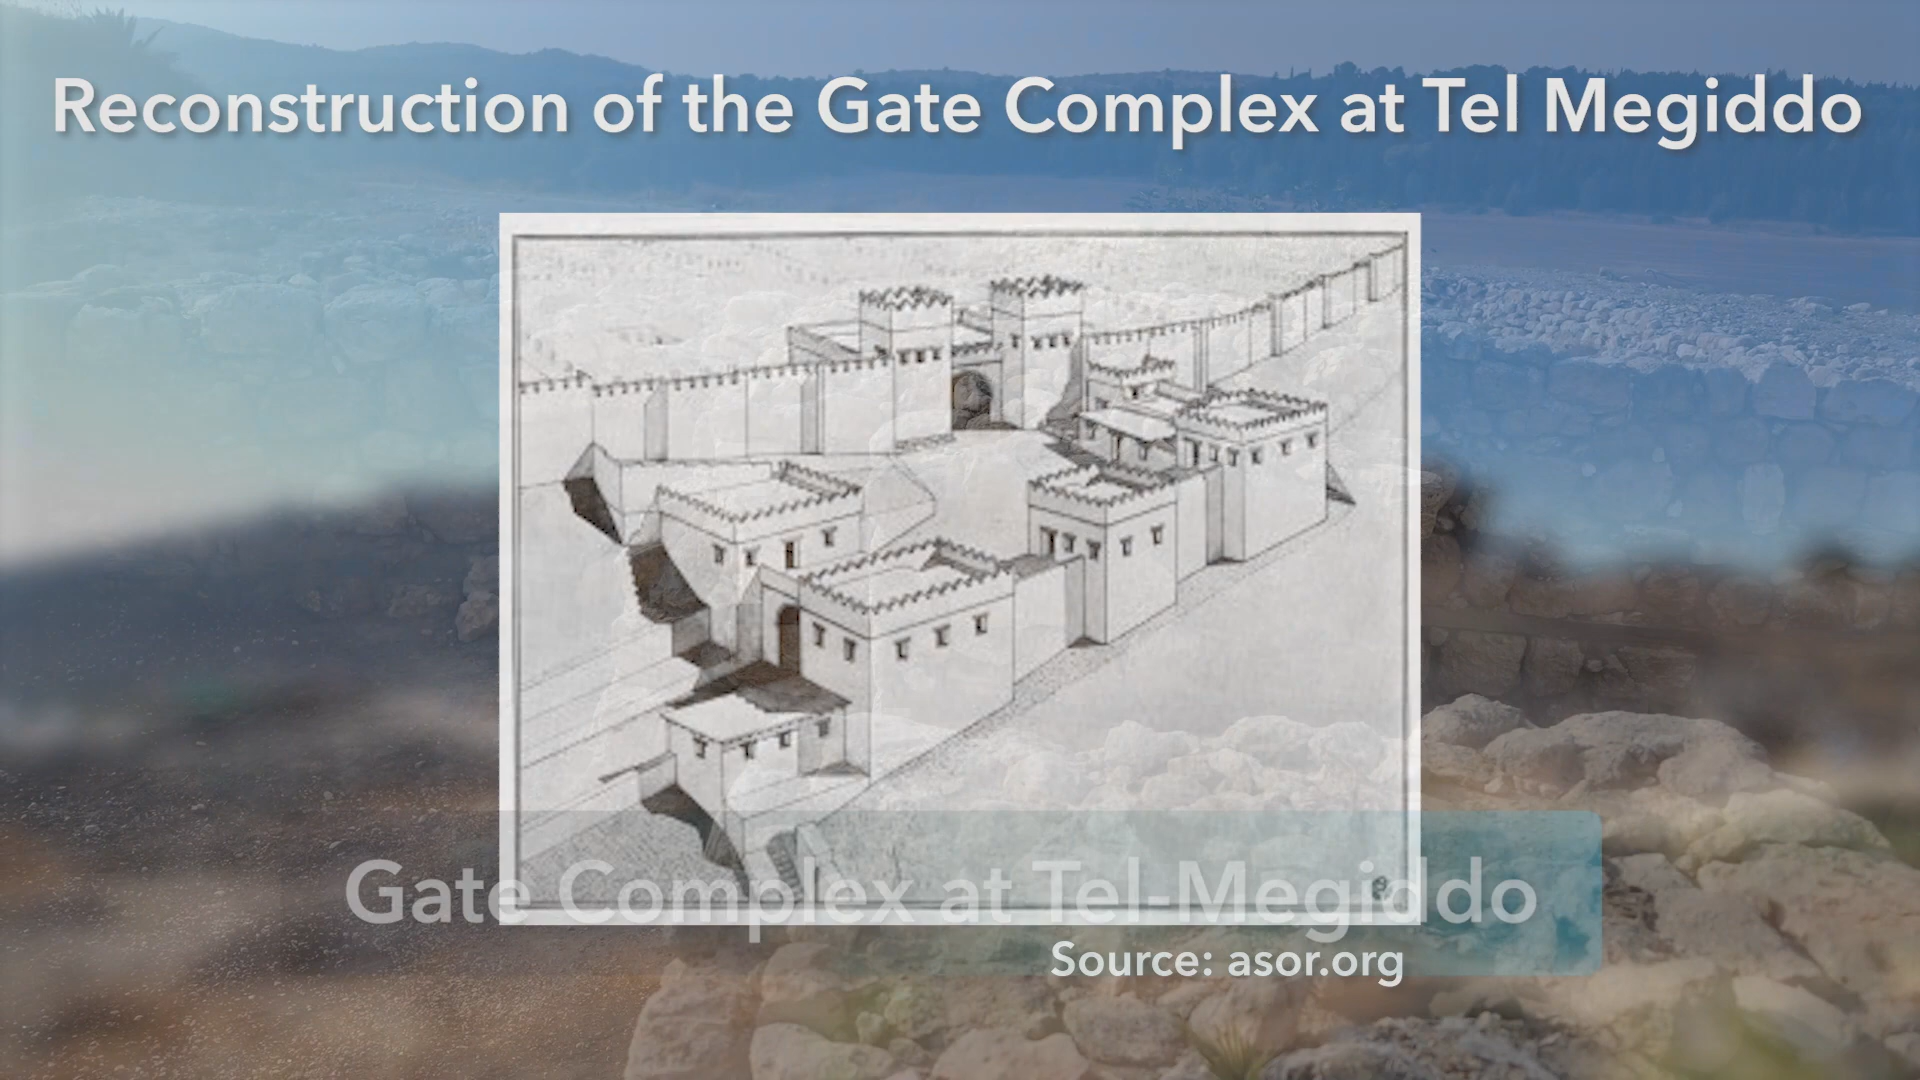 Reconstruction of the Gate Complex at Tel Megiddo
Gate Complex at Tel-Megiddo
Source: asor.org